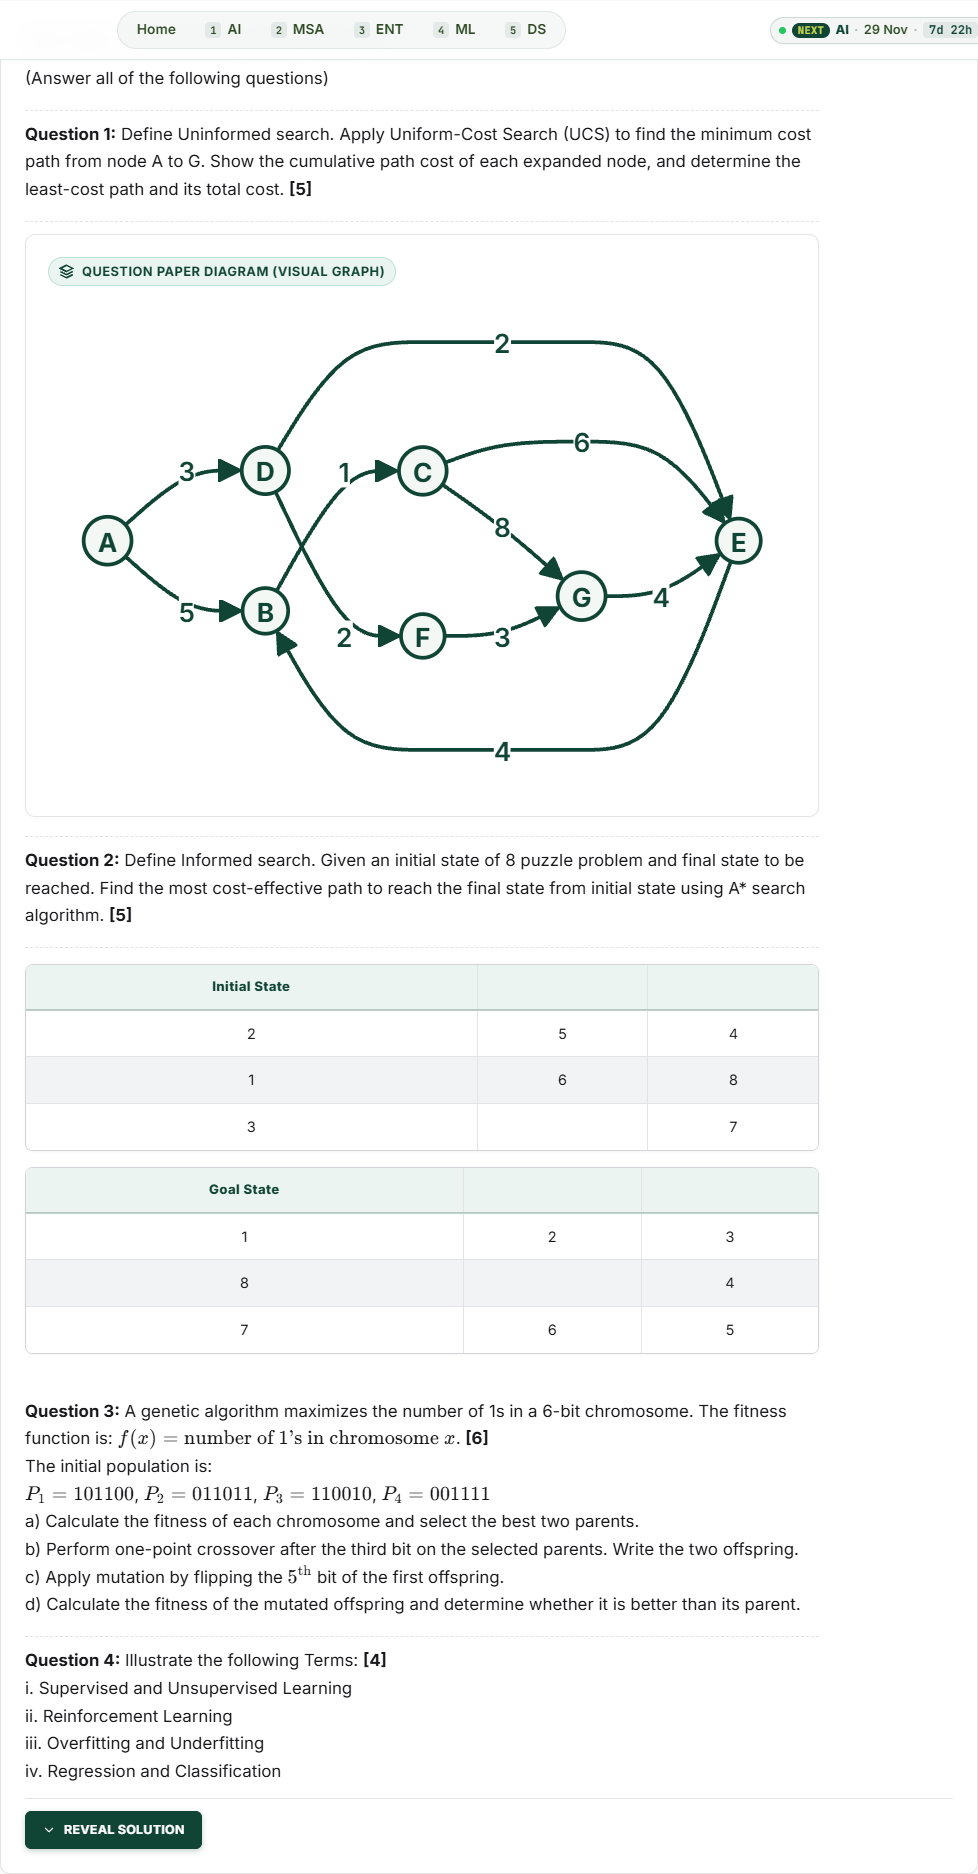 Home 1 AI 2 MSA 3 ENT 4 ML 5 DS NEXT AI · 29 Nov · 7d 22h
(Answer all of the following questions)
Question 1: Define Uninformed search. Apply Uniform-Cost Search (UCS) to find the minimum cost
path from node A to G. Show the cumulative path cost of each expanded node, and determine the
least-cost path and its total cost. [5]
QUESTION PAPER DIAGRAM (VISUAL GRAPH)
2
6
3 D 1 C
8
A E
5 B G 4
2 F 3
4
Question 2: Define Informed search. Given an initial state of 8 puzzle problem and final state to be
reached. Find the most cost-effective path to reach the final state from initial state using A* search
algorithm. [5]
Initial State
2 5 4
1 6 8
3 7
Goal State
1 2 3
8 4
7 6 5
Question 3: A genetic algorithm maximizes the number of 1s in a 6-bit chromosome. The fitness
function is: f(x) = number of 1's in chromosome x. [6]
The initial population is:
P₁ = 101100, P₂ = 011011, P₃ = 110010, P₄ = 001111
a) Calculate the fitness of each chromosome and select the best two parents.
b) Perform one-point crossover after the third bit on the selected parents. Write the two offspring.
c) Apply mutation by flipping the 5ᵗʰ bit of the first offspring.
d) Calculate the fitness of the mutated offspring and determine whether it is better than its parent.
Question 4: Illustrate the following Terms: [4]
i. Supervised and Unsupervised Learning
ii. Reinforcement Learning
iii. Overfitting and Underfitting
iv. Regression and Classification
REVEAL SOLUTION